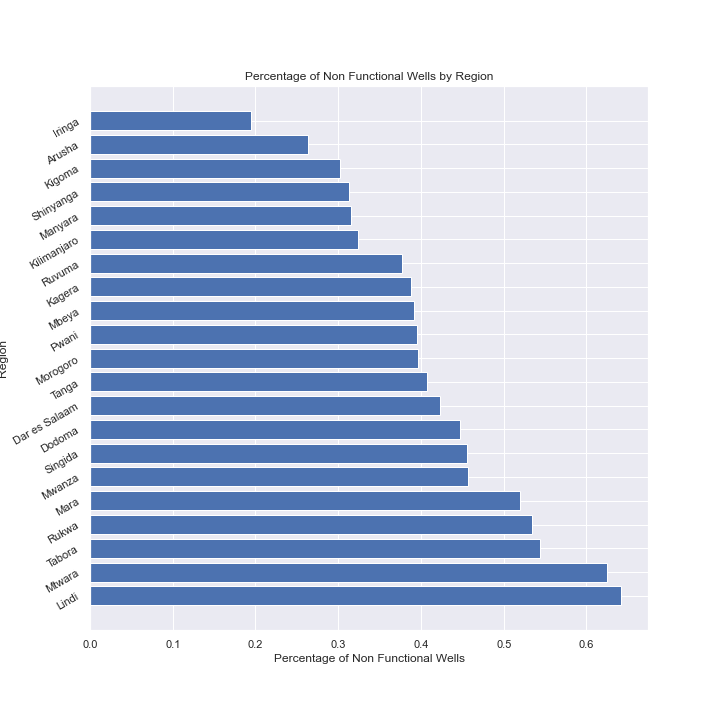 Percentage of Non Functional Wells by Region
Iringa
Arusha
Kigoma
Shinyanga
Manyara
Kilimanjaro
Ruvuma
Kagera
Mbeya
Pwani
Morogoro
Tanga
Dar es Salaam
Dodoma
Singida
Mwanza
Mara
Rukwa
Tabora
Mtwara
Lindi
Region
0.0 0.1 0.2 0.3 0.4 0.5 0.6
Percentage of Non Functional Wells